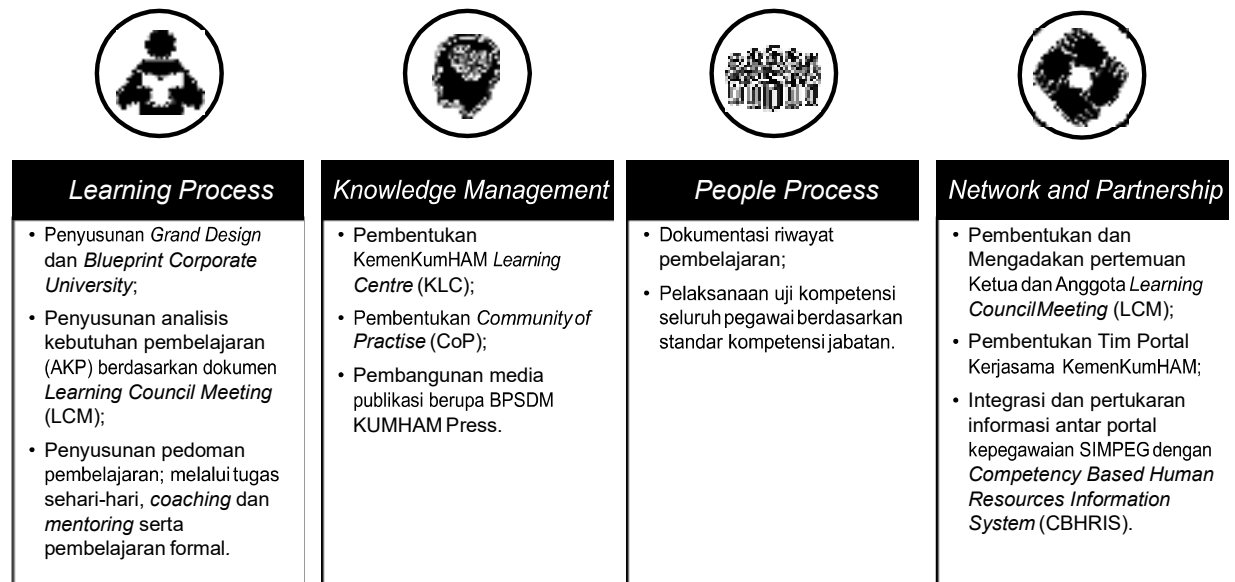 Learning Process
• Penyusunan Grand Design
dan Blueprint Corporate
University;
• Penyusunan analisis
kebutuhan pembelajaran
(AKP) berdasarkan dokumen
Learning Council Meeting
(LCM);
• Penyusunan pedoman
pembelajaran; melalui tugas
sehari-hari, coaching dan
mentoring serta
pembelajaran formal.
Knowledge Management
• Pembentukan
KemenKumHAM Learning
Centre (KLC);
• Pembentukan Community of
Practise (CoP);
• Pembangunan media
publikasi berupa BPSDM
KUMHAM Press.
People Process
• Dokumentasi riwayat
pembelajaran;
• Pelaksanaan uji kompetensi
seluruh pegawai berdasarkan
standar kompetensi jabatan.
Network and Partnership
• Pembentukan dan
Mengadakan pertemuan
Ketua dan Anggota Learning
Council Meeting (LCM);
• Pembentukan Tim Portal
Kerjasama KemenKumHAM;
• Integrasi dan pertukaran
informasi antar portal
kepegawaian SIMPEG dengan
Competency Based Human
Resources Information
System (CBHRIS).